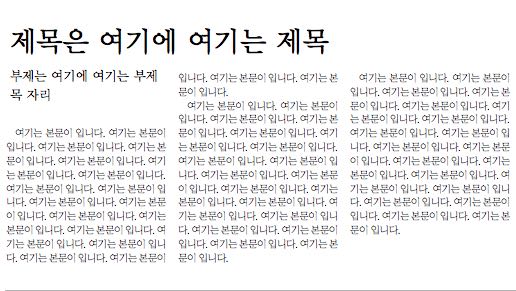 제목은 여기에 여기는 제목
부제는 여기에 여기는 부제
목 자리
여기는 본문이 입니다. 여기는 본문이
입니다. 여기는 본문이 입니다. 여기는 본
문이 입니다. 여기는 본문이 입니다. 여기
는 본문이 입니다. 여기는 본문이 입니다.
여기는 본문이 입니다. 여기는 본문이 입
니다. 여기는 본문이 입니다. 여기는 본문
이 입니다. 여기는 본문이 입니다. 여기는
본문이 입니다. 여기는 본문이 입니다. 여
기는 본문이 입니다. 여기는 본문이 입니
다. 여기는 본문이 입니다. 여기는 본문이
입니다. 여기는 본문이 입니다. 여기는 본
문이 입니다.
여기는 본문이 입니다. 여기는 본문이
입니다. 여기는 본문이 입니다. 여기는 본
문이 입니다. 여기는 본문이 입니다. 여기
는 본문이 입니다. 여기는 본문이 입니다.
여기는 본문이 입니다. 여기는 본문이 입
니다. 여기는 본문이 입니다. 여기는 본문
이 입니다. 여기는 본문이 입니다. 여기는
본문이 입니다. 여기는 본문이 입니다. 여
기는 본문이 입니다. 여기는 본문이 입니
다. 여기는 본문이 입니다. 여기는 본문이
입니다. 여기는 본문이 입니다. 여기는 본
문이 입니다.
여기는 본문이 입니다. 여기는 본문이
입니다. 여기는 본문이 입니다. 여기는 본
문이 입니다. 여기는 본문이 입니다. 여기
는 본문이 입니다. 여기는 본문이 입니다.
여기는 본문이 입니다. 여기는 본문이 입
니다. 여기는 본문이 입니다. 여기는 본문
이 입니다. 여기는 본문이 입니다. 여기는
본문이 입니다. 여기는 본문이 입니다. 여
기는 본문이 입니다. 여기는 본문이 입니
다. 여기는 본문이 입니다. 여기는 본문이
입니다. 여기는 본문이 입니다. 여기는 본
문이 입니다.